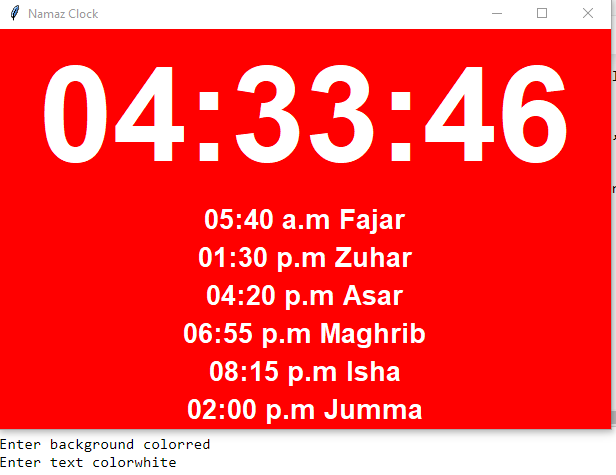 Namaz Clock
04:33:46
05:40 a.m Fajar
01:30 p.m Zuhar
04:20 p.m Asar
06:55 p.m Maghrib
08:15 p.m Isha
02:00 p.m Jumma
Enter background colorred
Enter text colorwhite